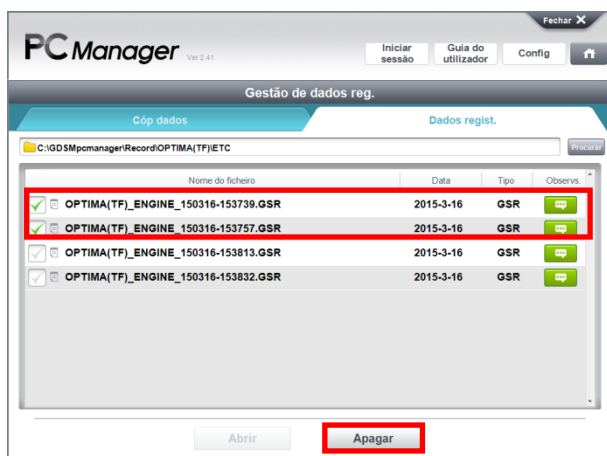 Fechar X
PC Manager Ver 2.41
Iniciar sessão Guia do utilizador Config
Gestão de dados reg.
Cóp dados Dados regist.
C:\GDSMpcmanager\Record\OPTIMA(TF)\ETC Procurar
Nome do ficheiro Data Tipo Observs.
OPTIMA(TF)_ENGINE_150316-153739.GSR 2015-3-16 GSR
OPTIMA(TF)_ENGINE_150316-153757.GSR 2015-3-16 GSR
OPTIMA(TF)_ENGINE_150316-153813.GSR 2015-3-16 GSR
OPTIMA(TF)_ENGINE_150316-153832.GSR 2015-3-16 GSR
Abrir Apagar